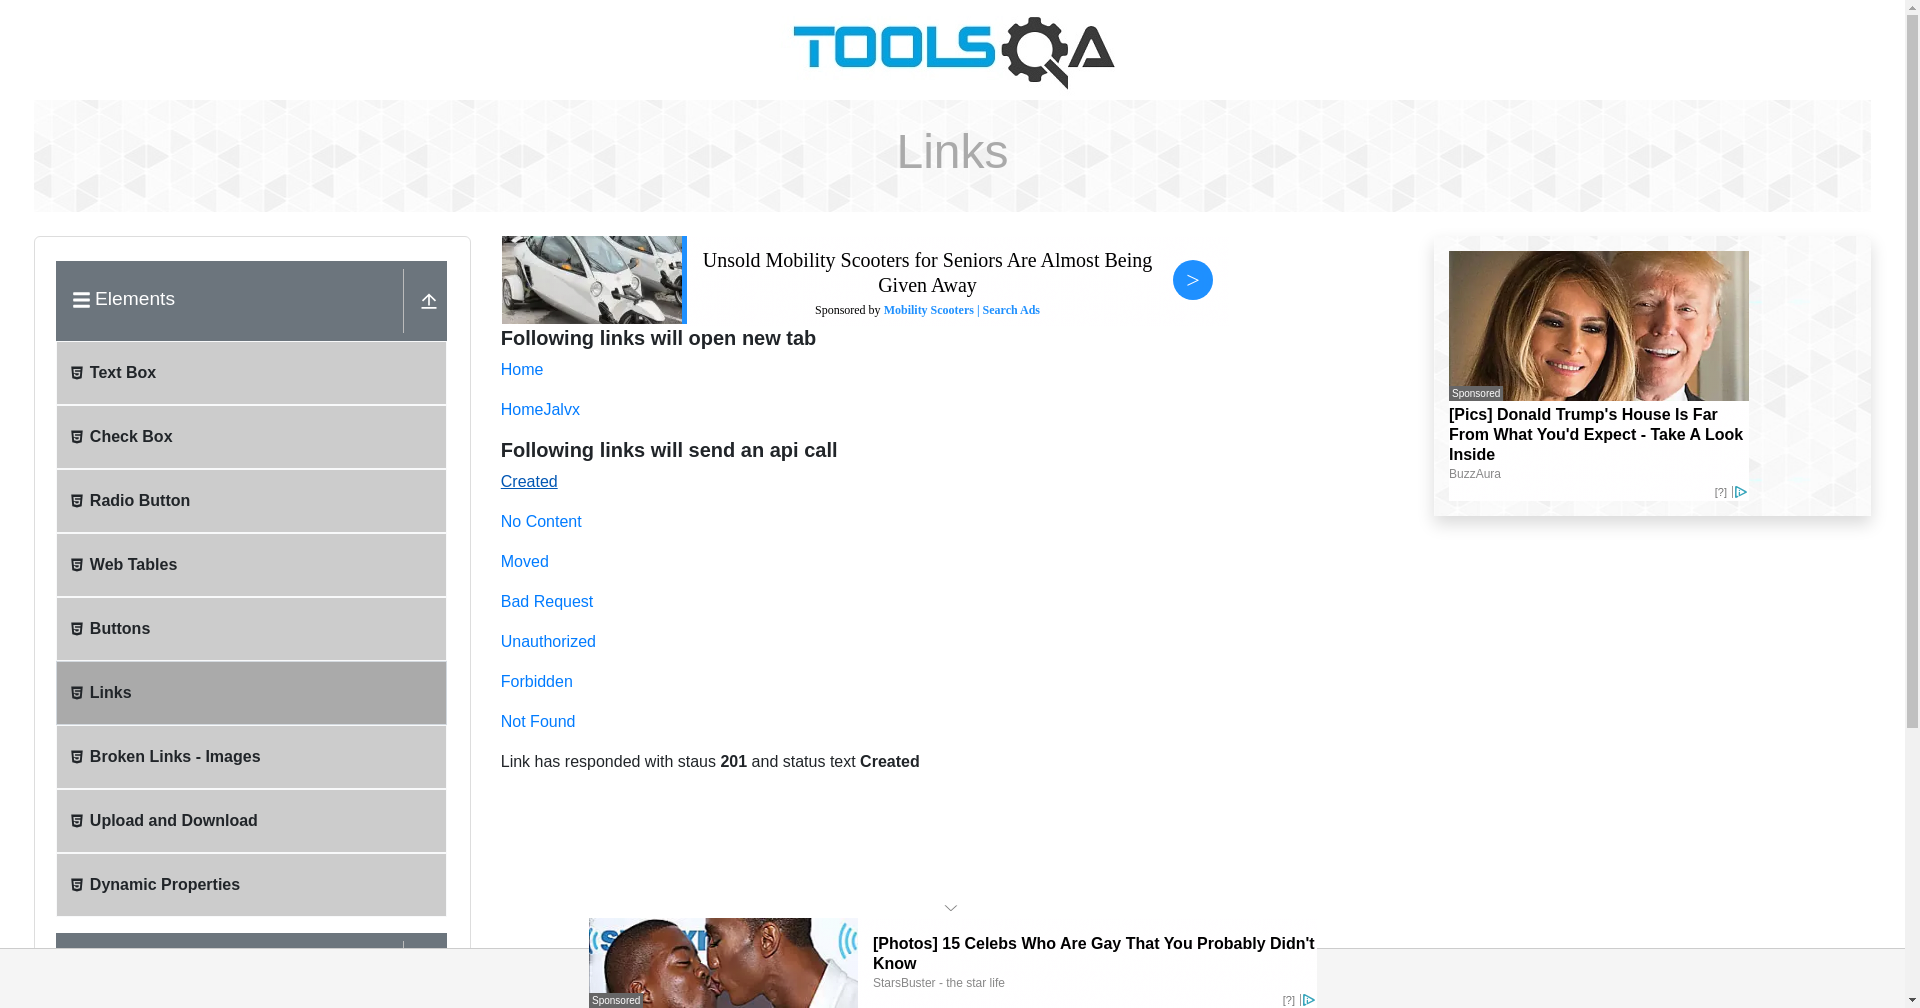 TOOLSQA
Links
Elements
Text Box
Check Box
Radio Button
Web Tables
Buttons
Links
Broken Links - Images
Upload and Download
Dynamic Properties
Unsold Mobility Scooters for Seniors Are Almost Being
Given Away
Sponsored by Mobility Scooters | Search Ads
>
Following links will open new tab
Home
HomeJalvx
Following links will send an api call
Created
No Content
Moved
Bad Request
Unauthorized
Forbidden
Not Found
Link has responded with staus 201 and status text Created
Sponsored
[Pics] Donald Trump's House Is Far
From What You'd Expect - Take A Look
Inside
BuzzAura
[?]
Sponsored
[Photos] 15 Celebs Who Are Gay That You Probably Didn't
Know
StarsBuster - the star life
[?]